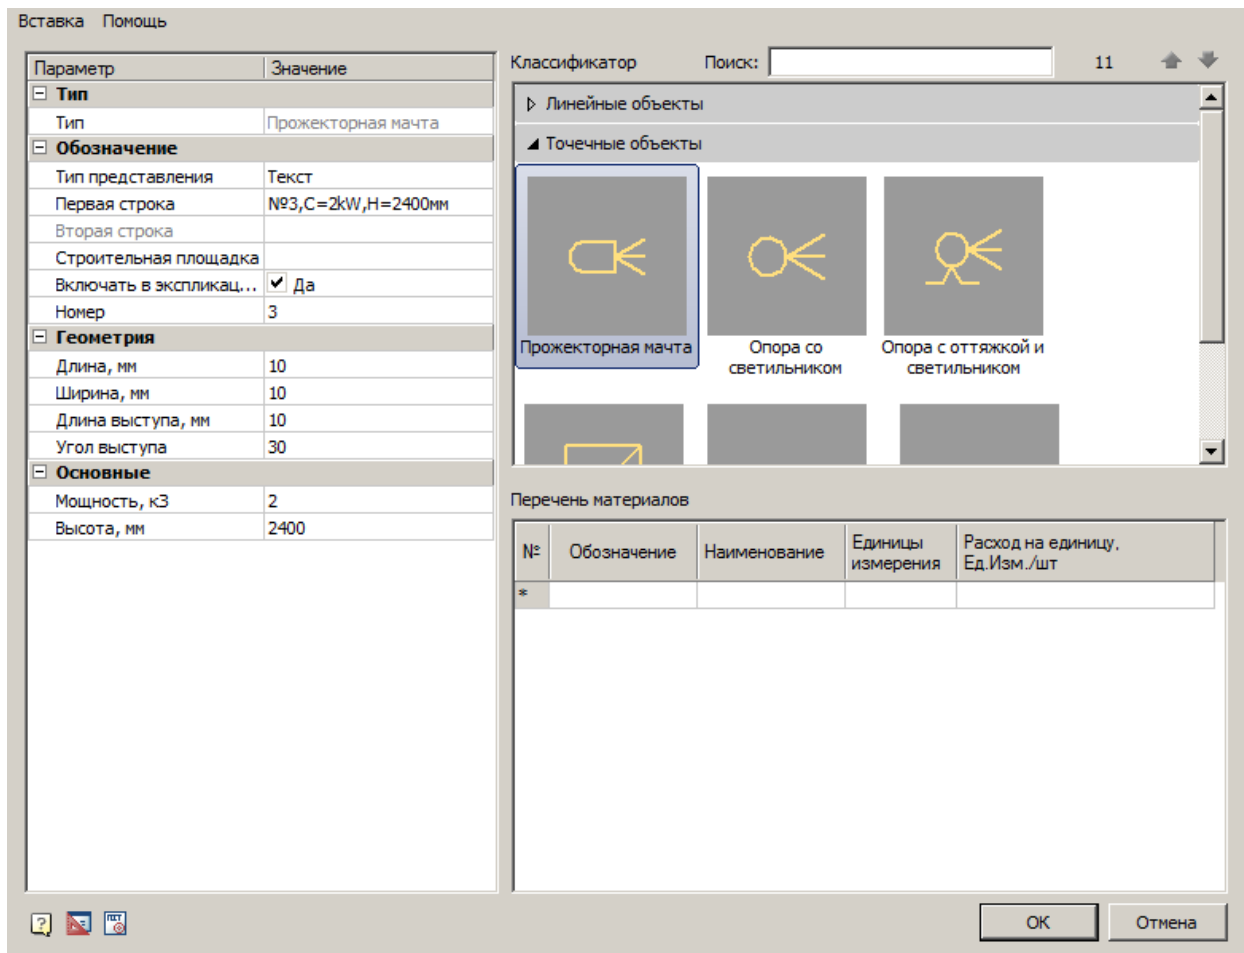 Вставка Помощь
Параметр Значение
Тип
Тип Прожекторная мачта
Обозначение
Тип представления Текст
Первая строка №3,C=2kW,H=2400мм
Вторая строка
Строительная площадка
Включать в экспликац... Да
Номер 3
Геометрия
Длина, мм 10
Ширина, мм 10
Длина выступа, мм 10
Угол выступа 30
Основные
Мощность, кЗ 2
Высота, мм 2400
Классификатор Поиск: 11
Линейные объекты
Точечные объекты
Прожекторная мачта
Опора со
светильником
Опора с оттяжкой и
светильником
Перечень материалов
№ Обозначение Наименование Единицы
измерения Расход на единицу,
Ед.Изм./шт
*
OK Отмена